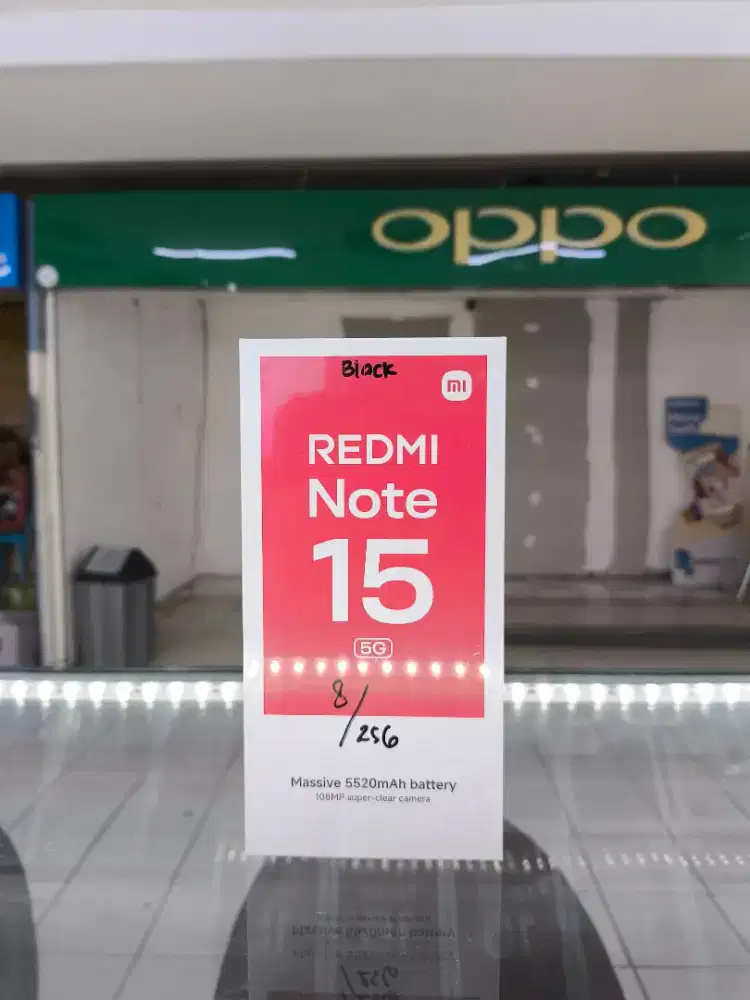 oppo
Black
mi
REDMI
Note
15
5G
8/256
Massive 5520mAh battery
108MP super-clear camera